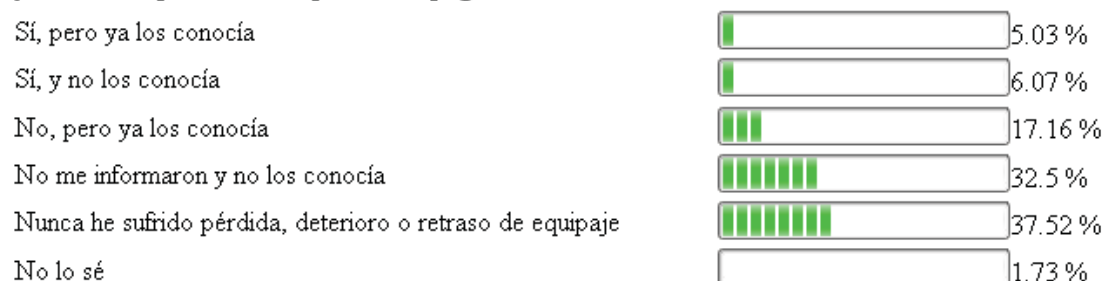 Sí, pero ya los conocía 5.03 %
Sí, y no los conocía 6.07 %
No, pero ya los conocía 17.16 %
No me informaron y no los conocía 32.5 %
Nunca he sufrido pérdida, deterioro o retraso de equipaje 37.52 %
No lo sé 1.73 %